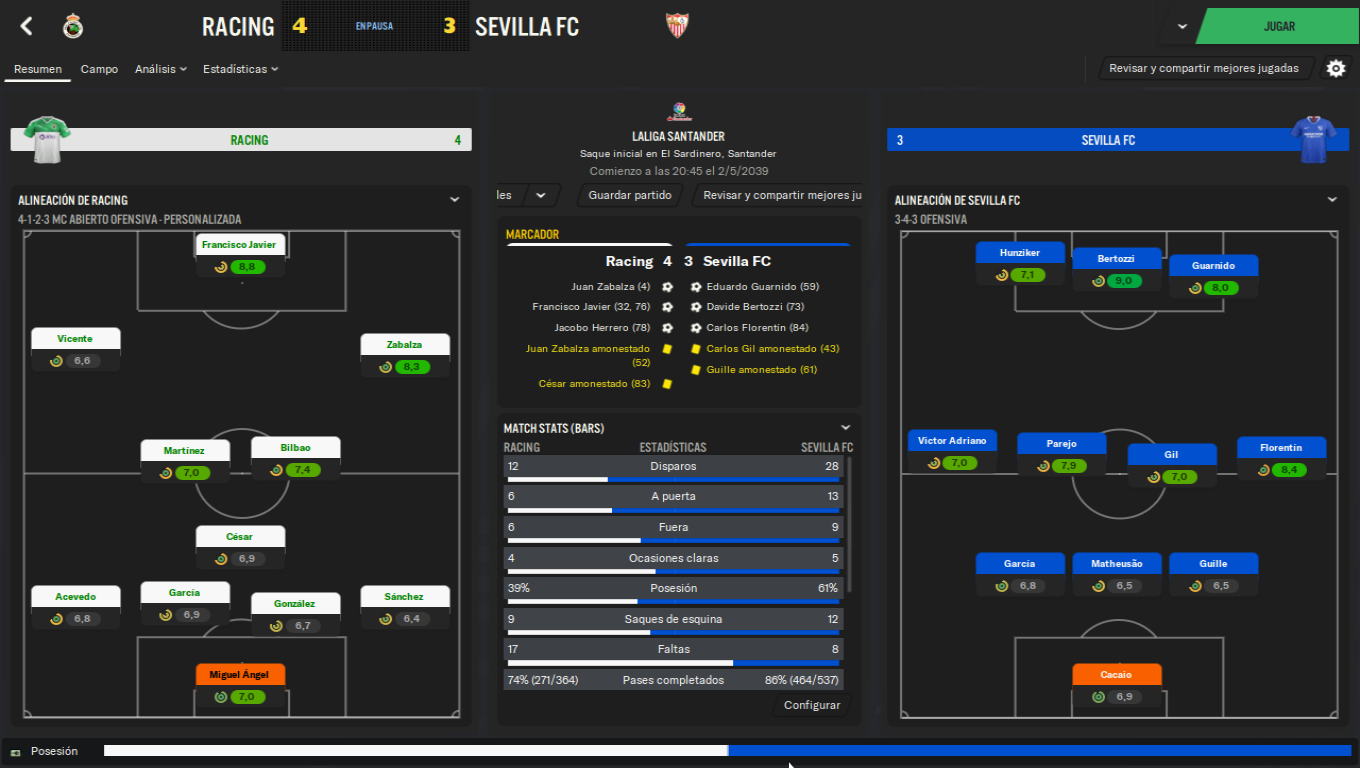 RACING 4 EN PAUSA 3 SEVILLA FC
JUGAR
Resumen Campo Análisis Estadísticas
Revisar y compartir mejores jugadas
RACING 4
LALIGA SANTANDER
Saque inicial en El Sardinero, Santander
Comienzo a las 20:45 el 2/5/2039
les Guardar partido Revisar y compartir mejores ju
3 SEVILLA FC
ALINEACIÓN DE RACING
4-1-2-3 MC ABIERTO OFENSIVA - PERSONALIZADA
Francisco Javier
8,8
Vicente
6,6
Zabalza
8,3
Martínez
7,0
Bilbao
7,4
César
6,9
Acevedo
6,8
García
6,9
González
6,7
Sánchez
6,4
Miguel Ángel
7,0
MARCADOR
Racing 4 3 Sevilla FC
Juan Zabalza (4) Eduardo Guarnido (59)
Francisco Javier (32, 76) Davide Bertozzi (73)
Jacobo Herrero (78) Carlos Florentín (84)
Juan Zabalza amonestado Carlos Gil amonestado (43)
(52)
Guille amonestado (61)
César amonestado (83)
MATCH STATS (BARS)
RACING ESTADÍSTICAS SEVILLA FC
12 Disparos 28
6 A puerta 13
6 Fuera 9
4 Ocasiones claras 5
39% Posesión 61%
9 Saques de esquina 12
17 Faltas 8
74% (271/364) Pases completados 86% (464/537)
Configurar
ALINEACIÓN DE SEVILLA FC
3-4-3 OFENSIVA
Hunziker
7,1
Bertozzi
9,0
Guarnido
8,0
Victor Adriano
7,0
Parejo
7,9
Gil
7,0
Florentín
8,4
García
6,8
Matheusão
6,5
Guille
6,5
Cacaio
6,9
Posesión